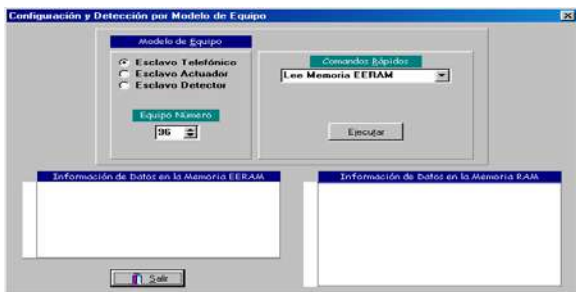 Configuración y Detección por Modelo de Equipo
Modelo de Equipo
Esclavo Telefónico
Esclavo Actuador
Esclavo Detector
Equipo Número
96
Comandos Rápidos
Lee Memoria EERAM
Ejecutar
Información de Datos en la Memoria EERAM
Información de Datos en la Memoria RAM
Salir